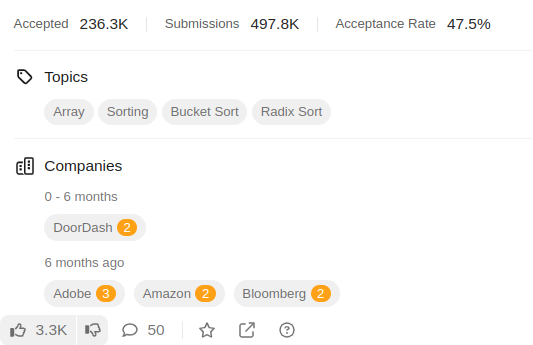 Accepted 236.3K Submissions 497.8K Acceptance Rate 47.5%
Topics
Array Sorting Bucket Sort Radix Sort
Companies
0 - 6 months
DoorDash 2
6 months ago
Adobe 3 Amazon 2 Bloomberg 2
3.3K 50